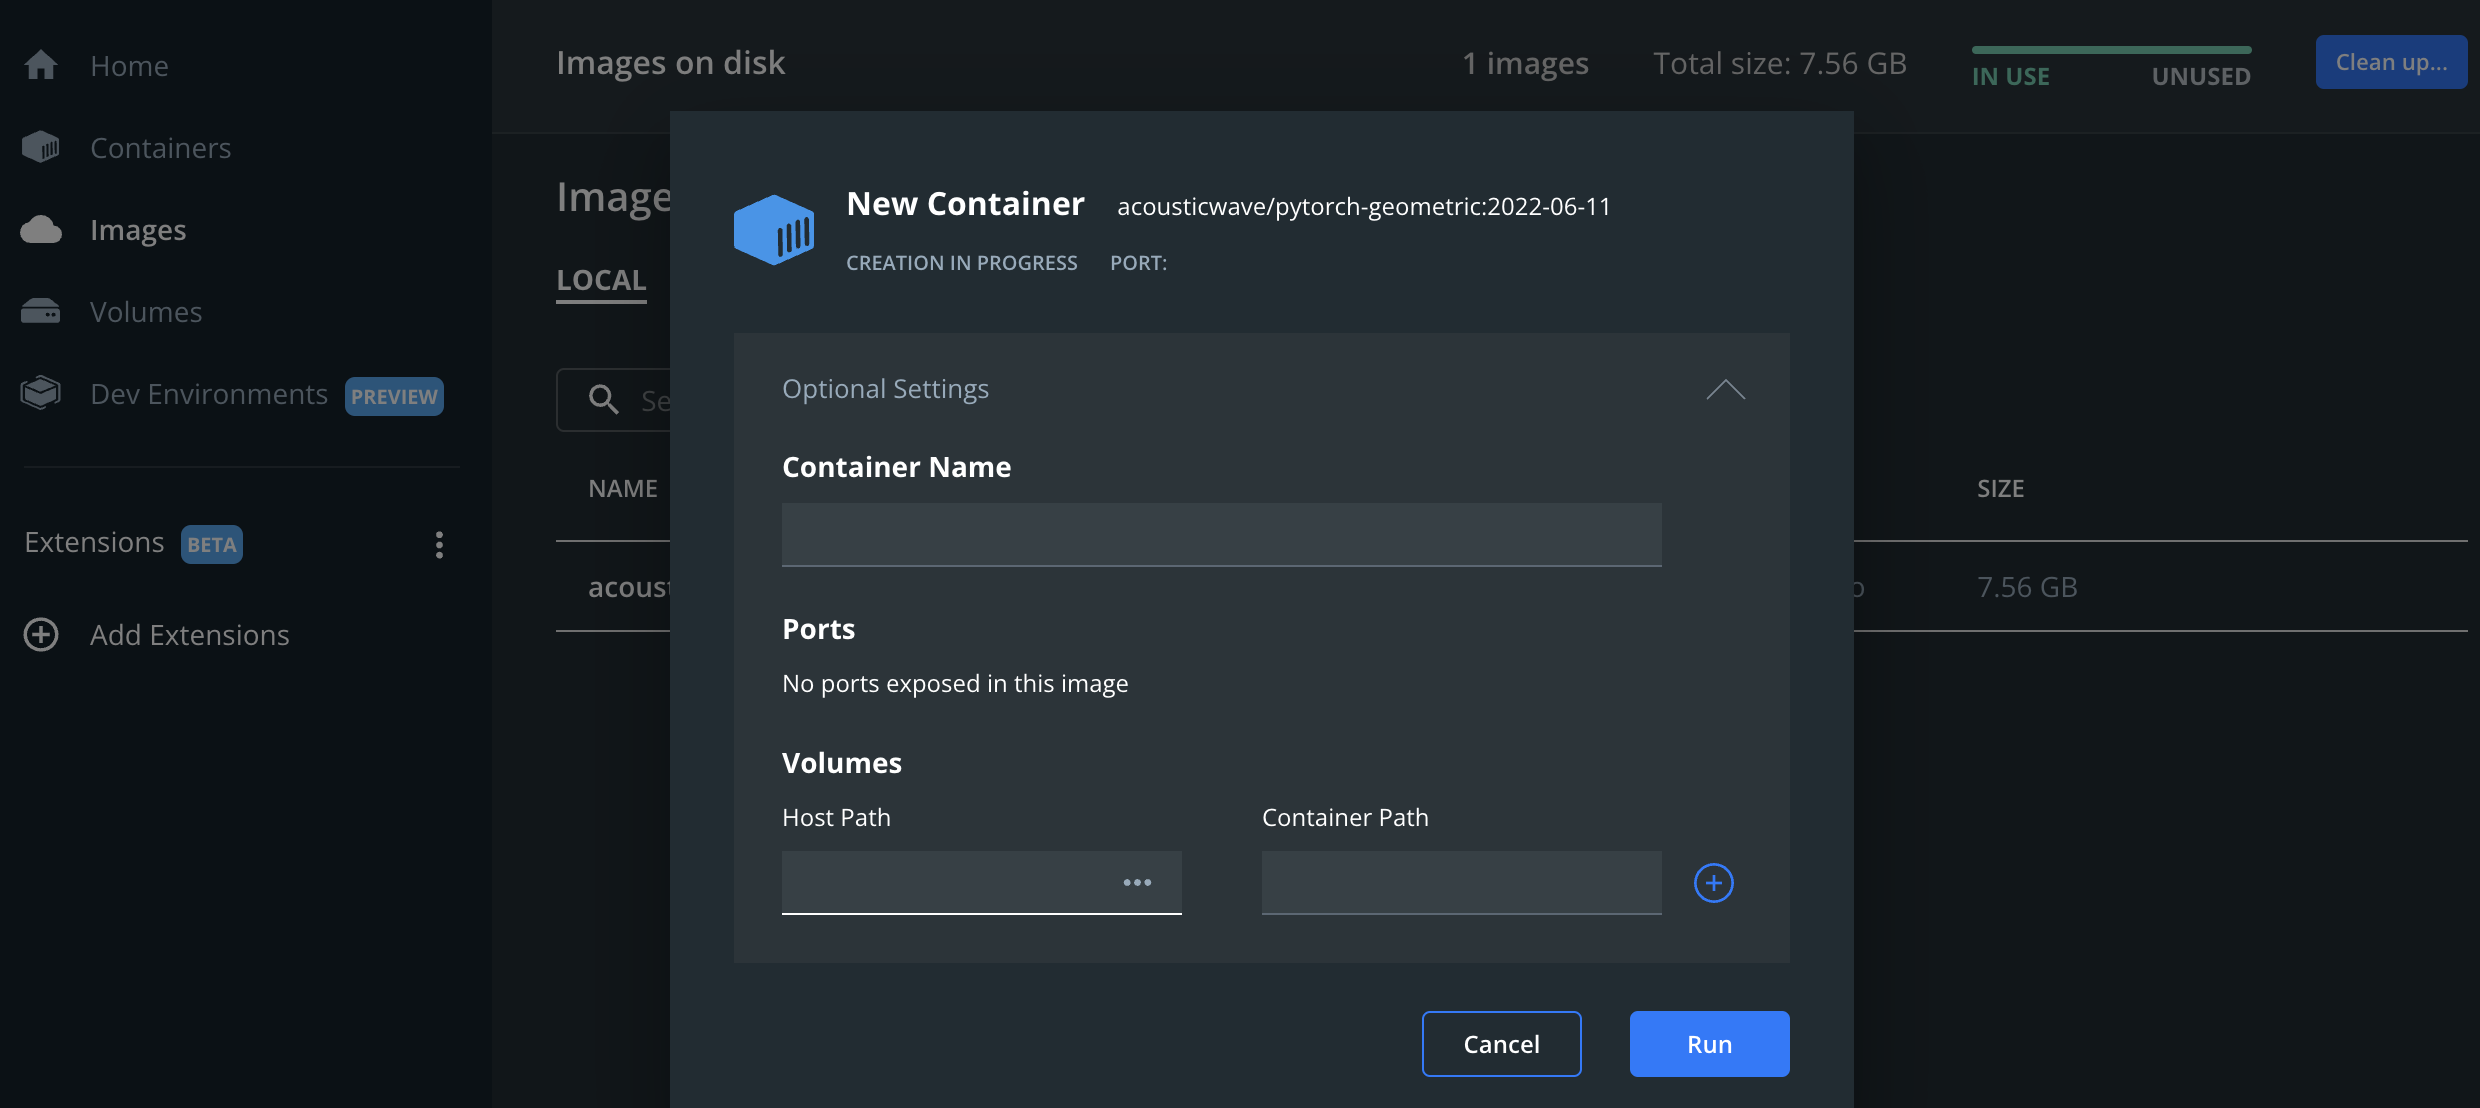 Home
Containers
Images
Volumes
Dev Environments PREVIEW
Extensions BETA
Add Extensions
Images on disk
1 images
Total size: 7.56 GB
IN USE
UNUSED
Clean up...
Image
LOCAL
Se
NAME
SIZE
acoust
o
7.56 GB
New Container acousticwave/pytorch-geometric:2022-06-11
CREATION IN PROGRESS PORT:
Optional Settings
Container Name
Ports
No ports exposed in this image
Volumes
Host Path
Container Path
Cancel
Run